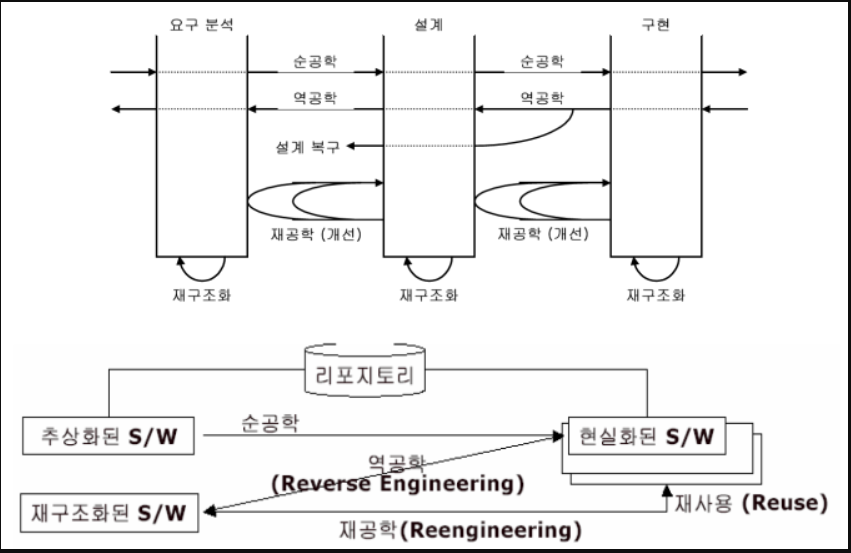 요구 분석 설계 구현
순공학 순공학
역공학 역공학
설계 복구
재공학 (개선) 재공학 (개선)
재구조화 재구조화 재구조화
리포지토리
추상화된 S/W 순공학 현실화된 S/W
역공학
(Reverse Engineering)
재구조화된 S/W 재사용 (Reuse)
재공학(Reengineering)